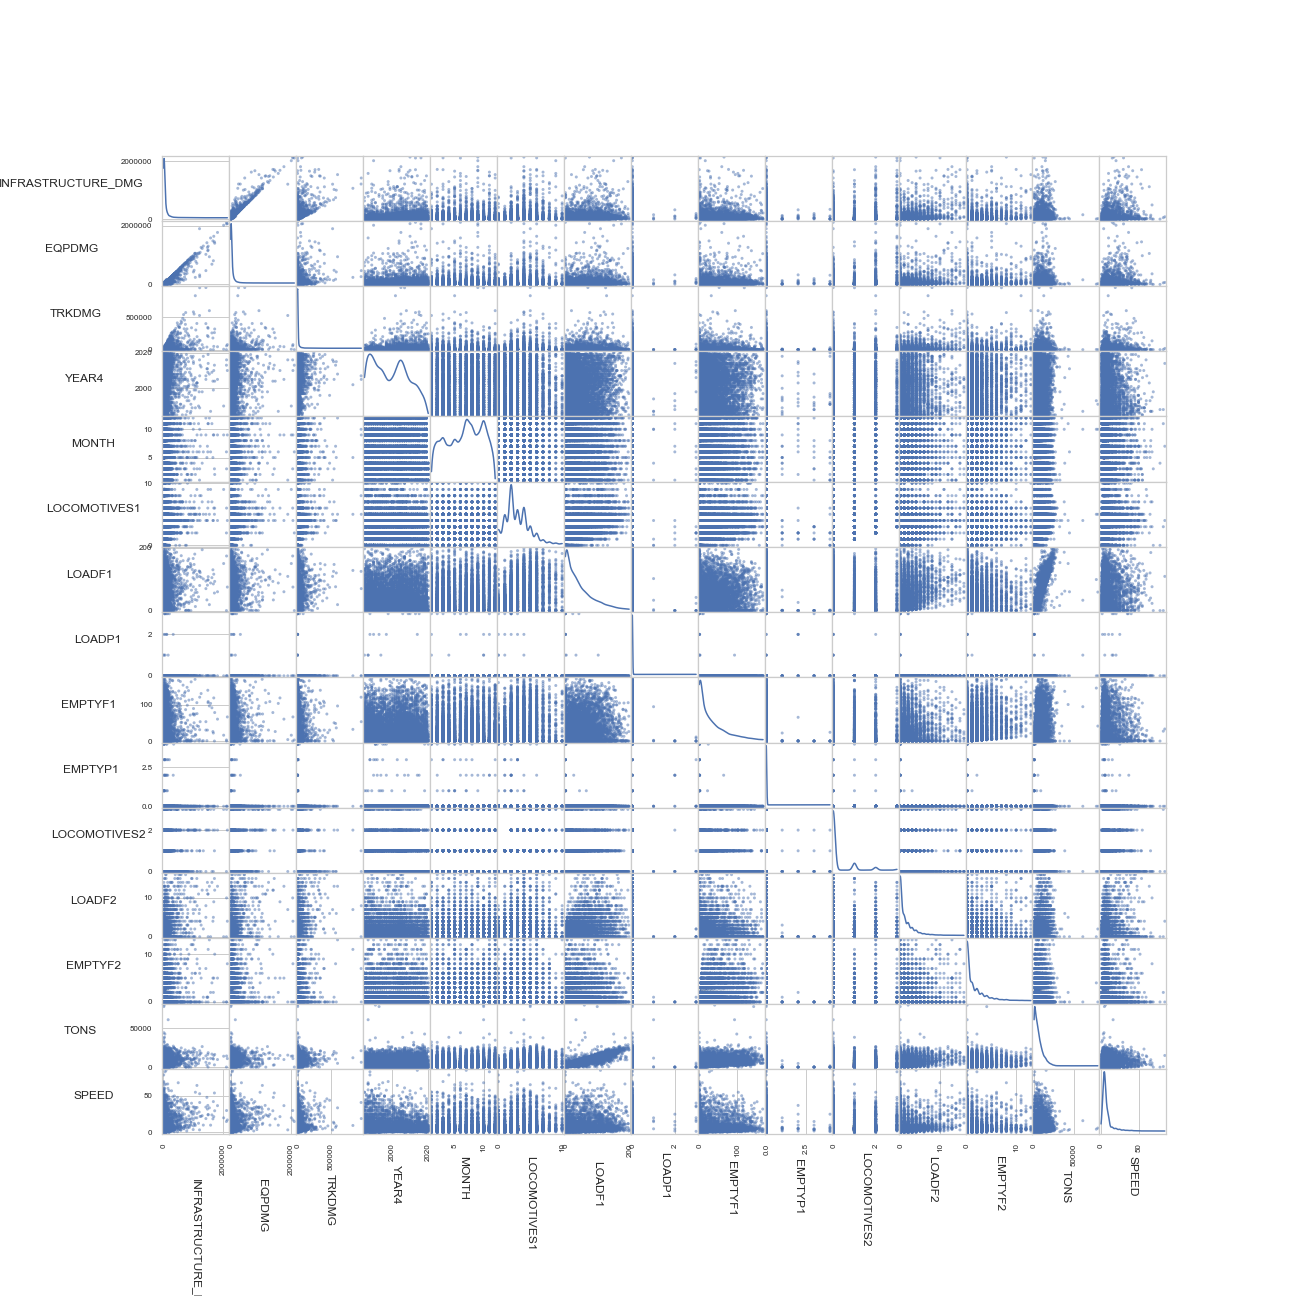 INFRASTRUCTURE_DMG
2000000
0
EQPDMG
2000000
0
TRKDMG
500000
0
YEAR4
2020
2000
MONTH
10
5
LOCOMOTIVES1
10
0
LOADF1
200
0
LOADP1
2
0
EMPTYF1
100
0
EMPTYP1
2.5
0.0
LOCOMOTIVES2
2
0
LOADF2
10
0
EMPTYF2
10
0
TONS
50000
0
SPEED
50
0
0 2000000 0 2000000 0 500000 2000 2020 5 10 0 10 0 200 0 2 0 100 0.0 2.5 0 2 0 10 0 10 0 50000 0 50
INFRASTRUCTURE_
EQPDMG
TRKDMG
YEAR4
MONTH
LOCOMOTIVES1
LOADF1
LOADP1
EMPTYF1
EMPTYP1
LOCOMOTIVES2
LOADF2
EMPTYF2
TONS
SPEED